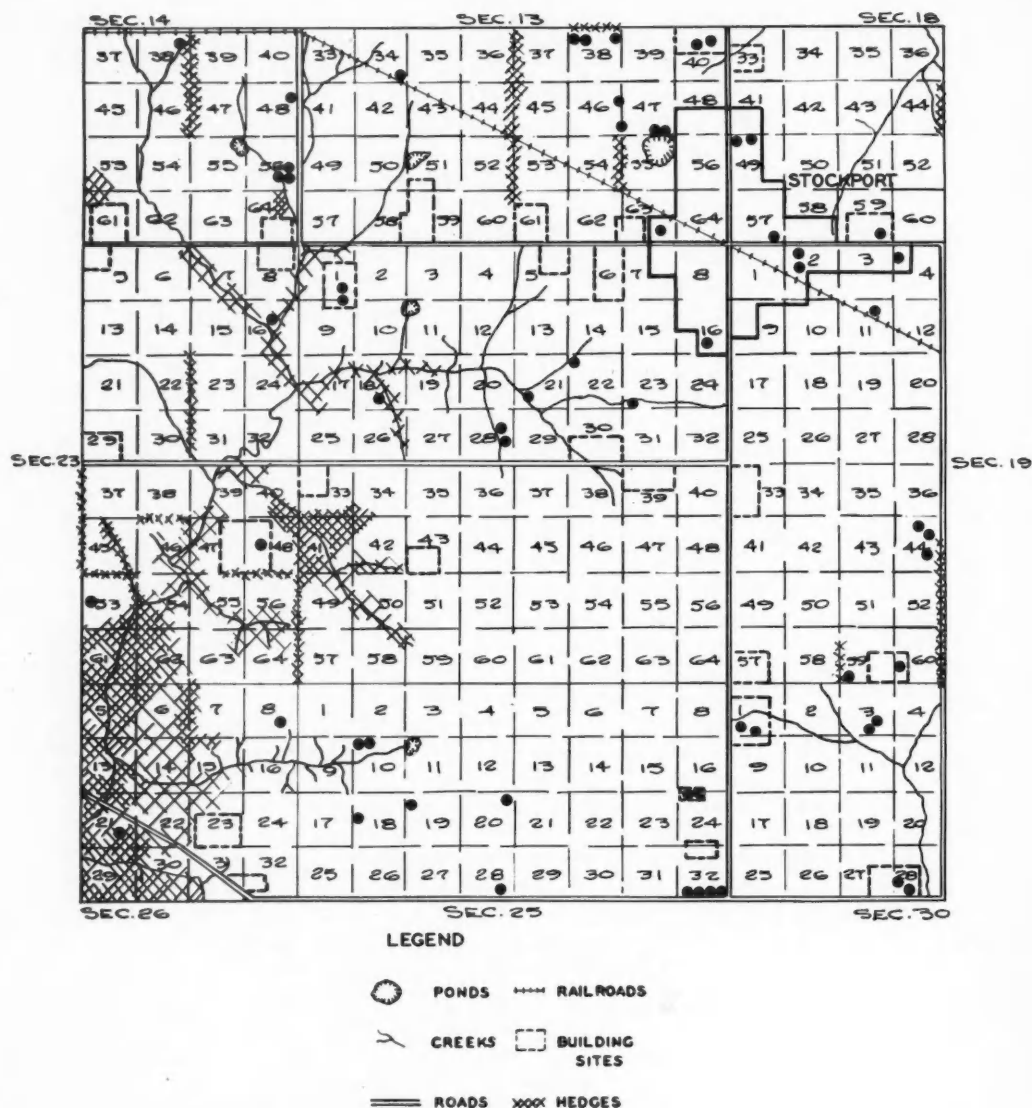 SEC. 14 SEC. 13 SEC. 18
37 38 39 40 33 34 35 36 37 38 39 40 33 34 35 36
45 46 47 48 41 42 43 44 45 46 47 48 41 42 43 44
53 54 55 56 49 50 51 52 53 54 55 56 49 50 51 52
STOCKPORT
61 62 63 64 57 58 59 60 61 62 63 64 57 58 59 60
5 6 7 8 1 2 3 4 5 6 7 8 1 2 3 4
13 14 15 16 9 10 11 12 13 14 15 16 9 10 11 12
21 22 23 24 17 18 19 20 21 22 23 24 17 18 19 20
29 30 31 32 25 26 27 28 29 30 31 32 25 26 27 28
SEC. 23 SEC. 19
37 38 39 40 33 34 35 36 37 38 39 40 33 34 35 36
45 46 47 48 41 42 43 44 45 46 47 48 41 42 43 44
53 54 55 56 49 50 51 52 53 54 55 56 49 50 51 52
61 62 63 64 57 58 59 60 61 62 63 64 57 58 59 60
5 6 7 8 1 2 3 4 5 6 7 8 1 2 3 4
13 14 15 16 9 10 11 12 13 14 15 16 9 10 11 12
21 22 23 24 17 18 19 20 21 22 23 24 17 18 19 20
29 30 31 32 25 26 27 28 29 30 31 32 25 26 27 28
SEC. 26 SEC. 25 SEC. 30
LEGEND
PONDS RAILROADS
CREEKS BUILDING
SITES
ROADS HEDGES